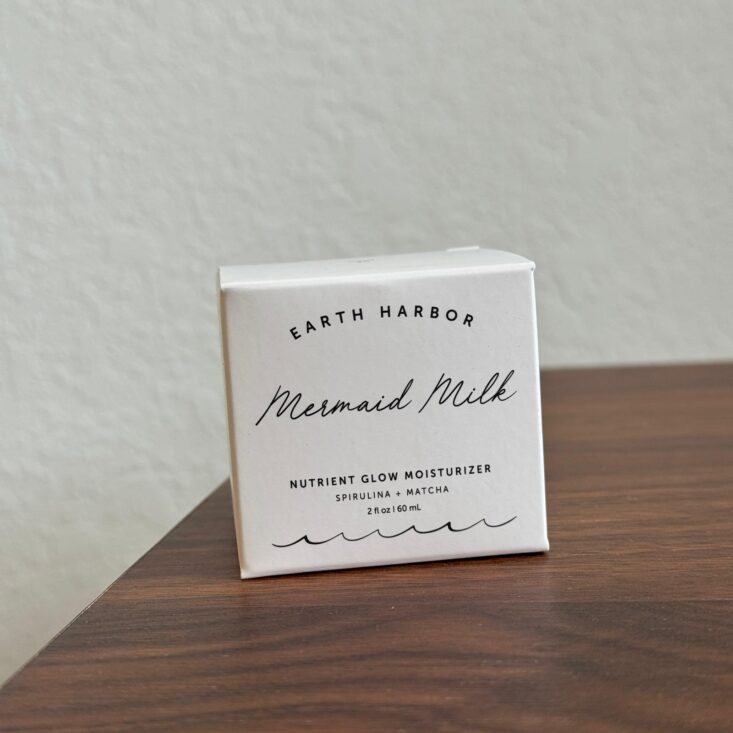 EARTH HARBOR
Mermaid Milk
NUTRIENT GLOW MOISTURIZER
SPIRULINA + MATCHA
2 fl oz | 60 mL